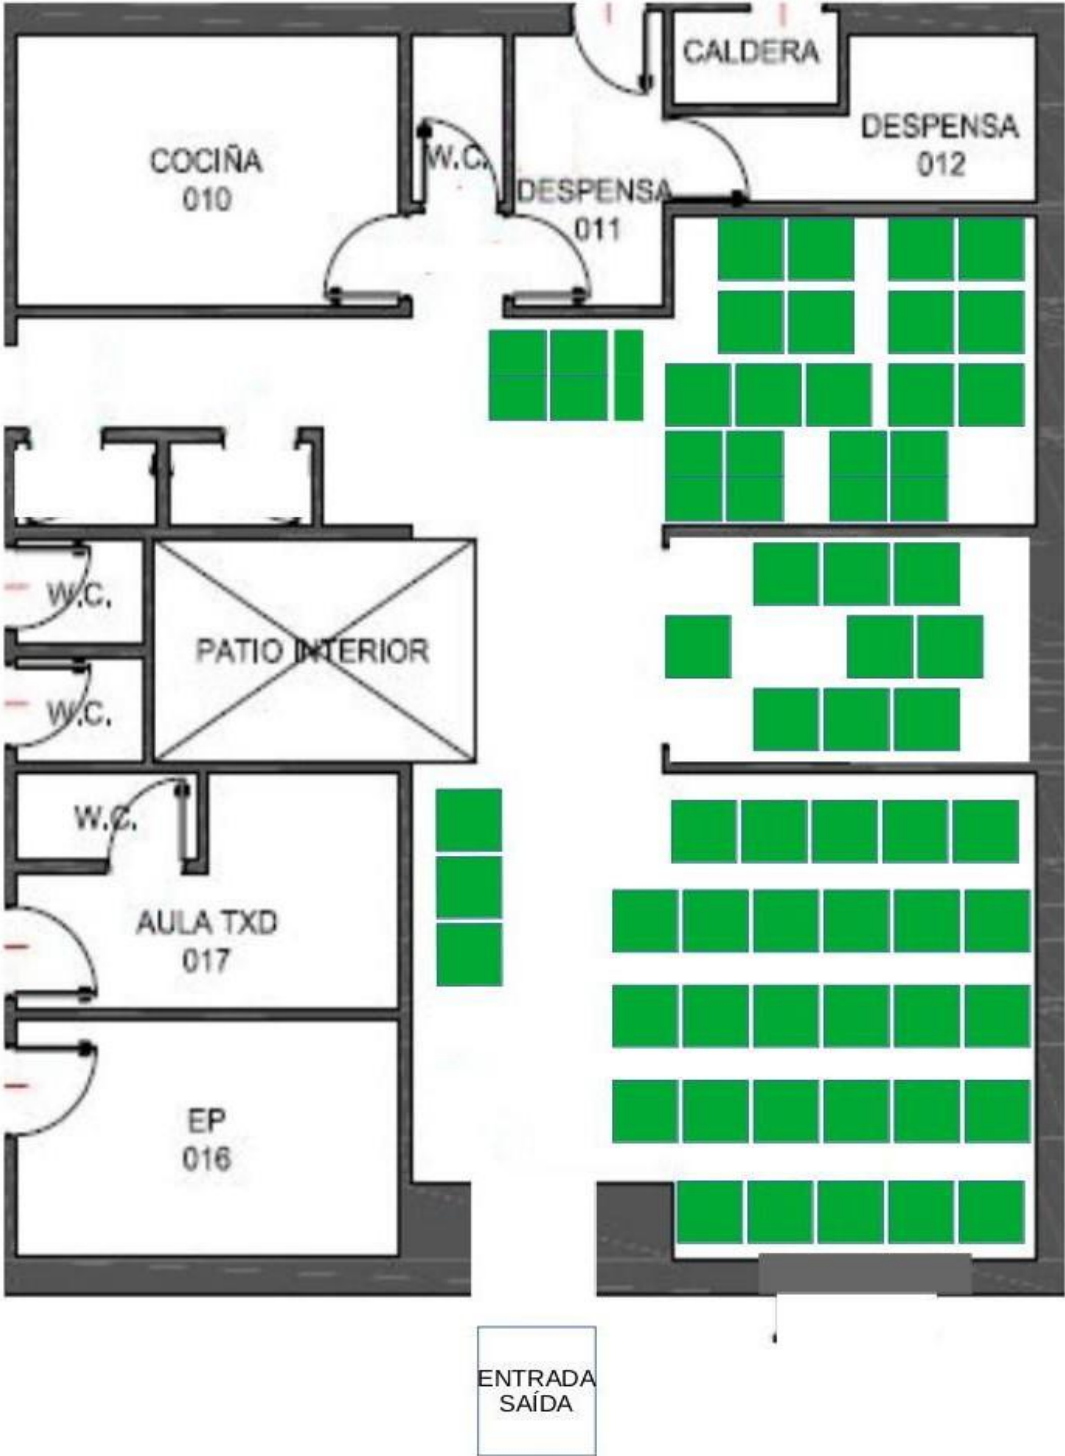 CALDERA
DESPENSA
012
COCIÑA
010
W.C.
DESPENSA
011
W.C.
PATIO INTERIOR
W.C.
W.C.
AULA TXD
017
EP
016
ENTRADA
SAÍDA